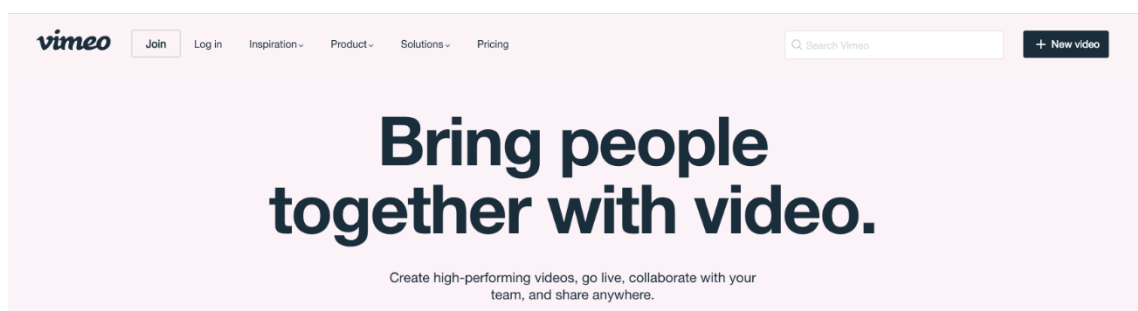 vimeo Join Log in Inspiration Product Solutions Pricing Search Vimeo + New video
Bring people
together with video.
Create high-performing videos, go live, collaborate with your
team, and share anywhere.